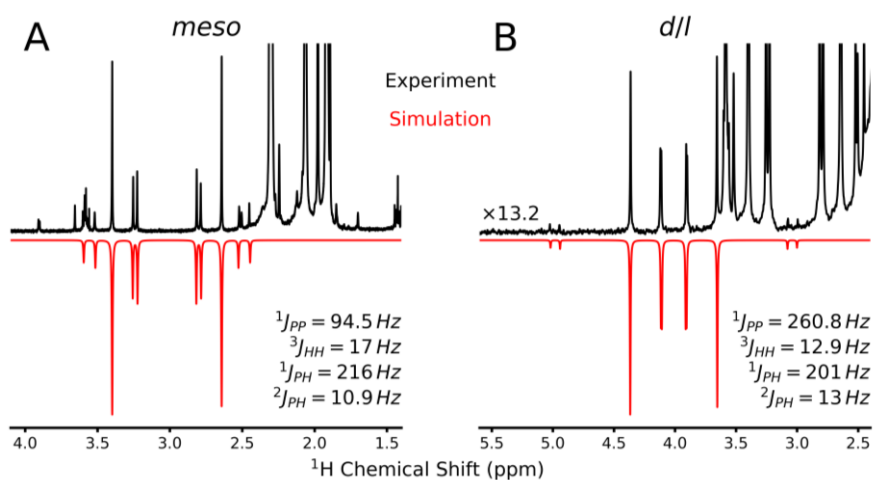 A
meso
B
d/l
Experiment
Simulation
×13.2
¹J_PP = 94.5 Hz
³J_HH = 17 Hz
¹J_PH = 216 Hz
²J_PH = 10.9 Hz
¹J_PP = 260.8 Hz
³J_HH = 12.9 Hz
¹J_PH = 201 Hz
²J_PH = 13 Hz
4.0 3.5 3.0 2.5 2.0 1.5
5.5 5.0 4.5 4.0 3.5 3.0 2.5
¹H Chemical Shift (ppm)